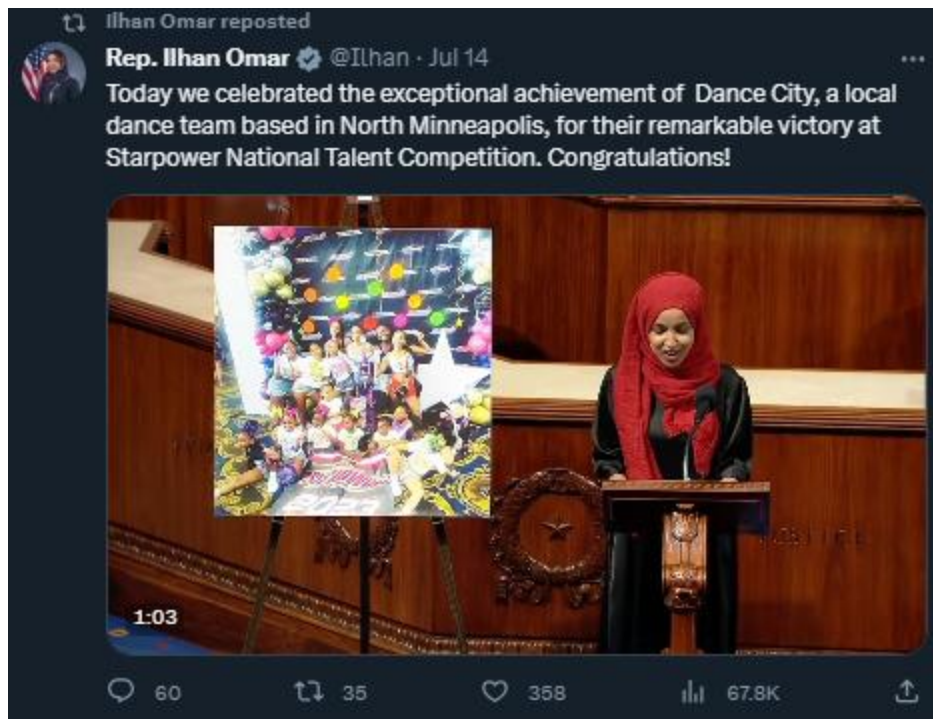 Ilhan Omar reposted
Rep. Ilhan Omar @Ilhan · Jul 14
Today we celebrated the exceptional achievement of Dance City, a local
dance team based in North Minneapolis, for their remarkable victory at
Starpower National Talent Competition. Congratulations!
1:03
60 35 358 67.8K